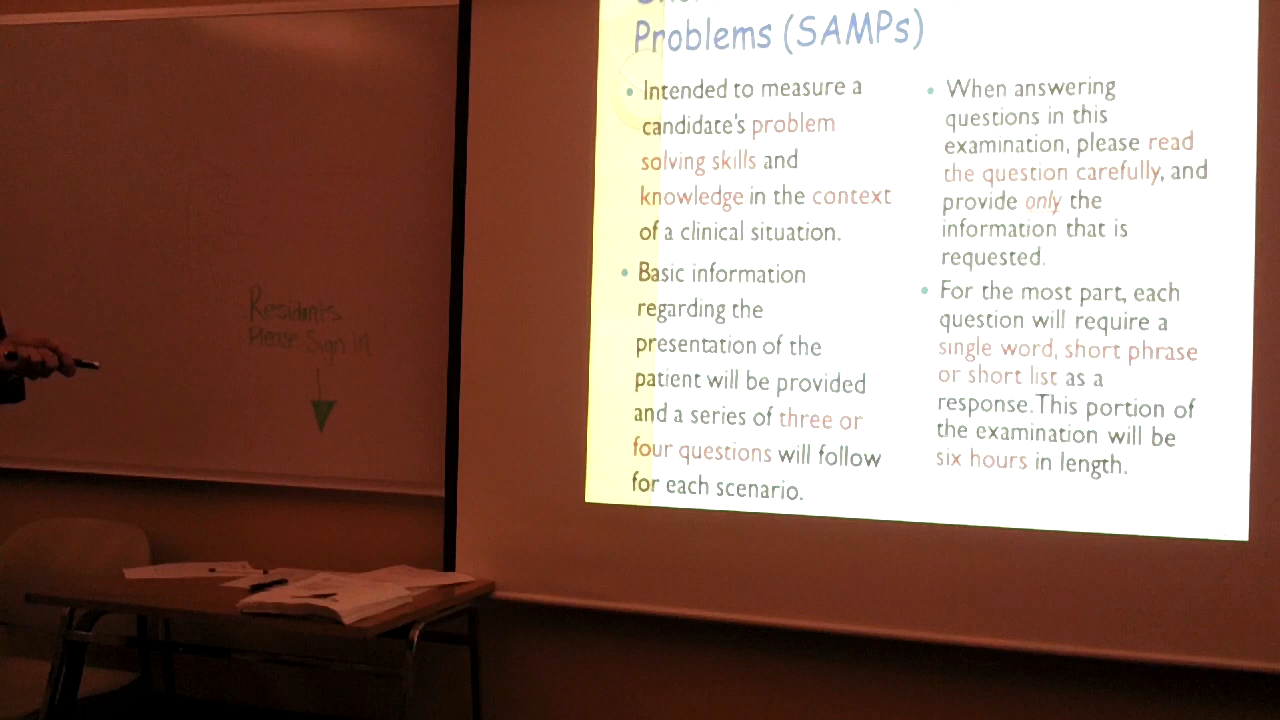 Problems (SAMPs)
• Intended to measure a
candidate's problem
solving skills and
knowledge in the context
of a clinical situation.
• Basic information
regarding the
presentation of the
patient will be provided
and a series of three or
four questions will follow
for each scenario.
• When answering
questions in this
examination, please read
the question carefully, and
provide only the
information that is
requested.
• For the most part, each
question will require a
single word, short phrase
or short list as a
response. This portion of
the examination will be
six hours in length.
Residents
Please Sign in